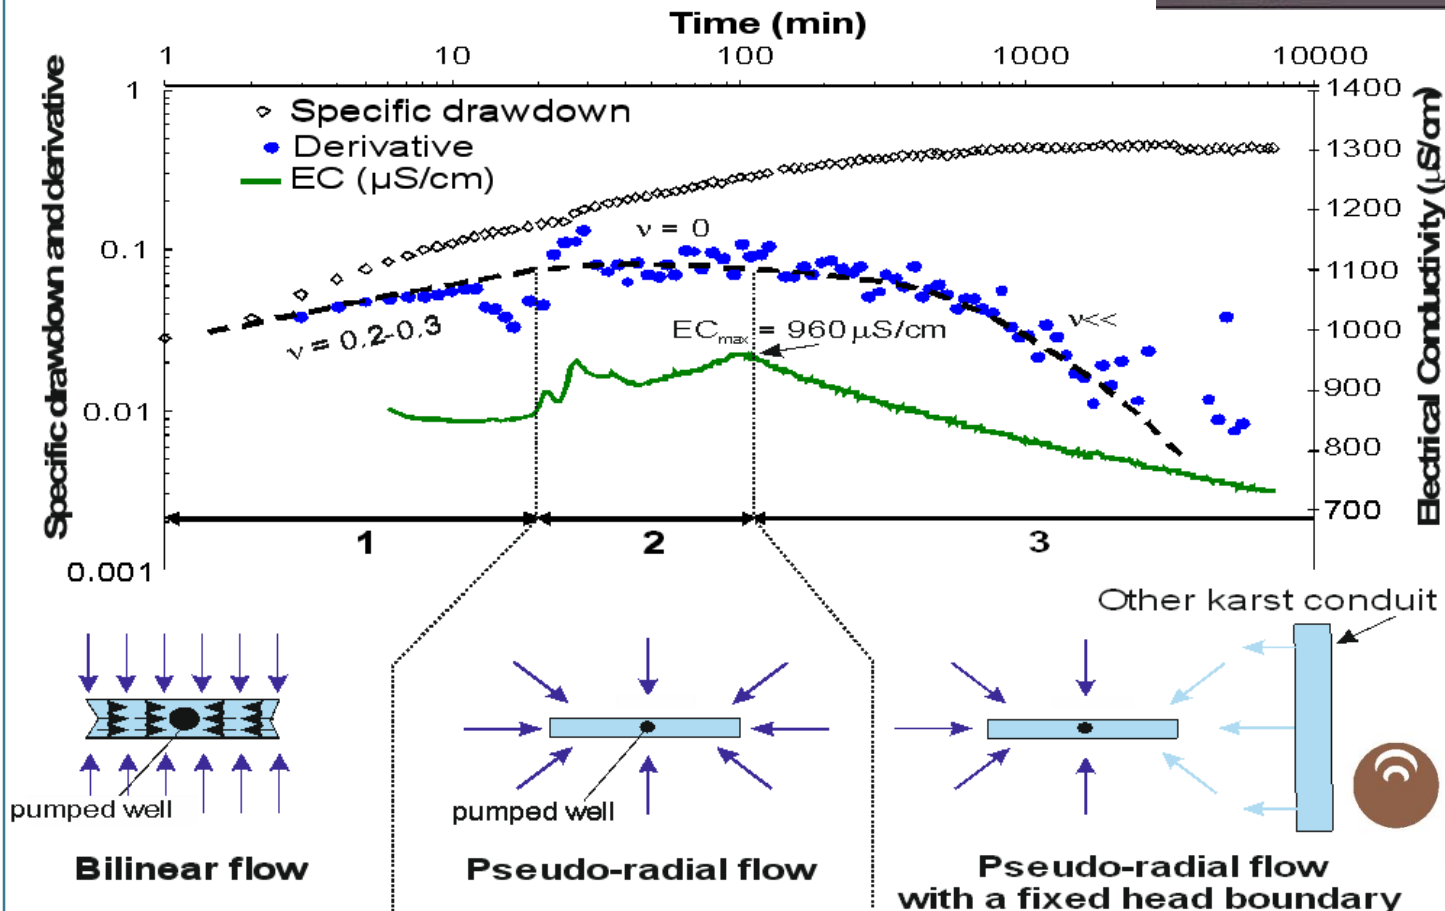 Time (min)
1 10 100 1000 10000
Specific drawdown and derivative
1
0.1
0.01
0.001
Electrical Conductivity (µS/cm)
1400
1300
1200
1100
1000
900
800
700
Specific drawdown
Derivative
EC (µS/cm)
ν = 0
ν = 0.2-0.3
ECmax = 960 µS/cm
ν<<
1 2 3
Other karst conduit
pumped well
pumped well
Bilinear flow
Pseudo-radial flow
Pseudo-radial flow
with a fixed head boundary